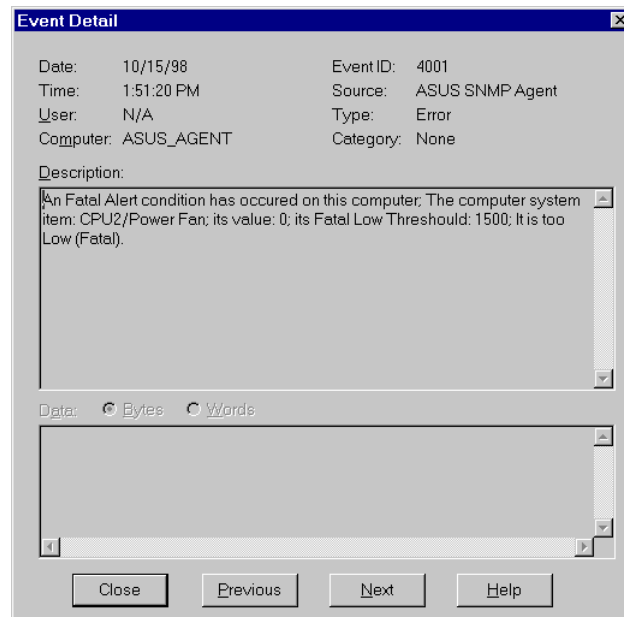 Event Detail
Date: 10/15/98 Event ID: 4001
Time: 1:51:20 PM Source: ASUS SNMP Agent
User: N/A Type: Error
Computer: ASUS_AGENT Category: None
Description:
An Fatal Alert condition has occured on this computer; The computer system
item: CPU2/Power Fan; its value: 0; its Fatal Low Threshould: 1500; It is too
Low (Fatal).
Data: Bytes Words
Close Previous Next Help